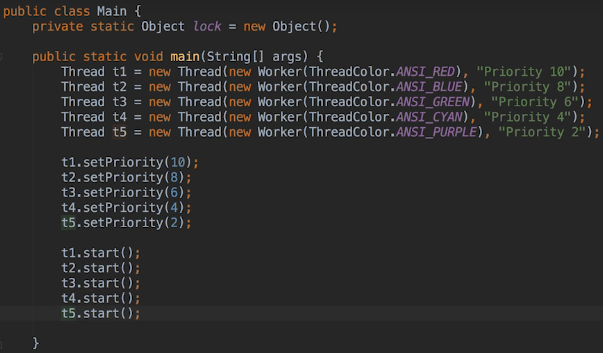 public class Main {
    private static Object lock = new Object();
    public static void main(String[] args) {
        Thread t1 = new Thread(new Worker(ThreadColor.ANSI_RED), "Priority 10");
        Thread t2 = new Thread(new Worker(ThreadColor.ANSI_BLUE), "Priority 8");
        Thread t3 = new Thread(new Worker(ThreadColor.ANSI_GREEN), "Priority 6");
        Thread t4 = new Thread(new Worker(ThreadColor.ANSI_CYAN), "Priority 4");
        Thread t5 = new Thread(new Worker(ThreadColor.ANSI_PURPLE), "Priority 2");
        t1.setPriority(10);
        t2.setPriority(8);
        t3.setPriority(6);
        t4.setPriority(4);
        t5.setPriority(2);
        t1.start();
        t2.start();
        t3.start();
        t4.start();
        t5.start();
    }